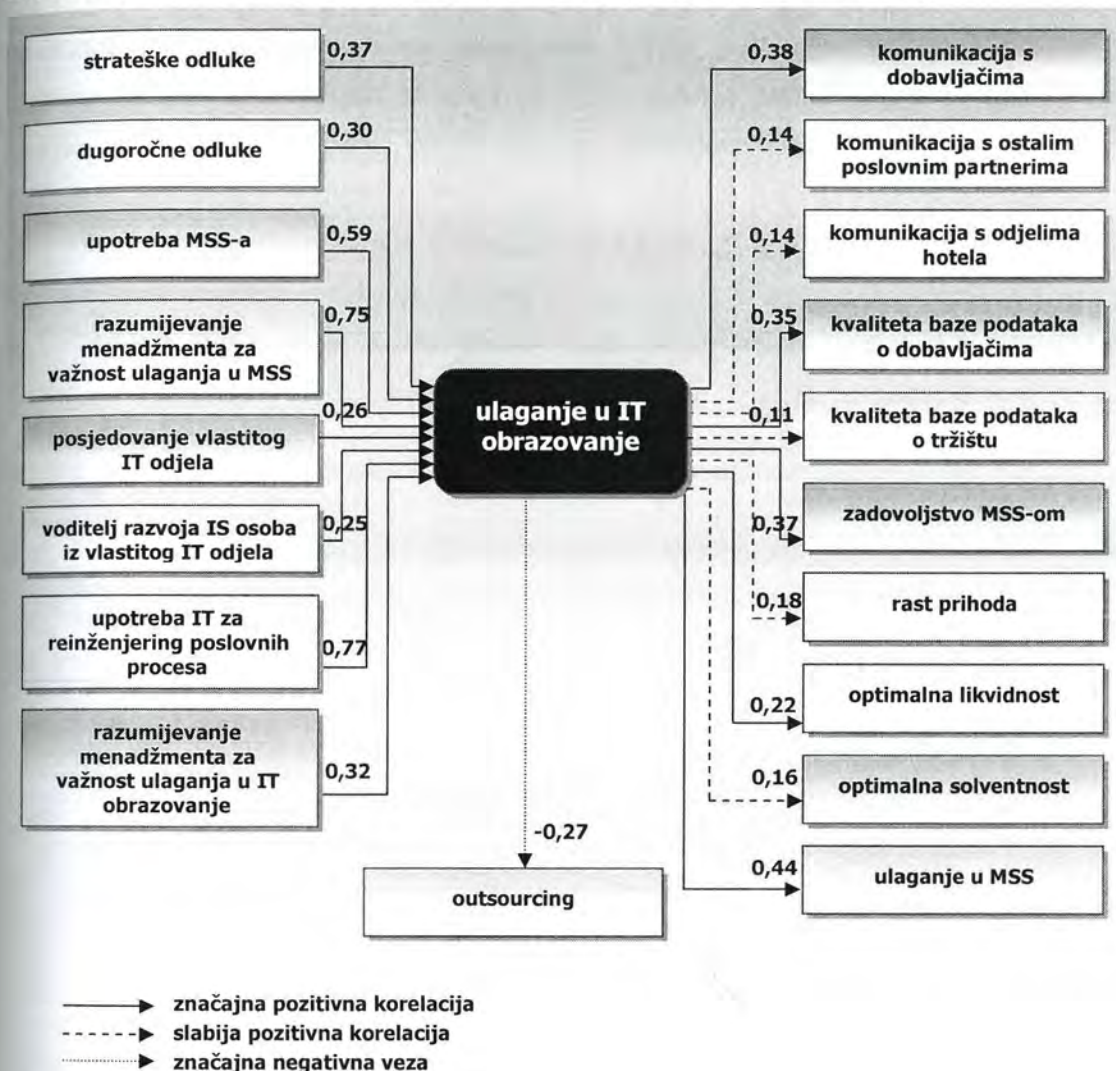 strateške odluke
0,37
dugoročne odluke
0,30
upotreba MSS-a
0,59
razumijevanje
menadžmenta za
važnost ulaganja u MSS
0,75
posjedovanje vlastitog
IT odjela
0,26
voditelj razvoja IS osoba
iz vlastitog IT odjela
0,25
upotreba IT za
reinženjering poslovnih
procesa
0,77
razumijevanje
menadžmenta za
važnost ulaganja u IT
obrazovanje
0,32
ulaganje u IT
obrazovanje
-0,27
outsourcing
0,38
komunikacija s
dobavljačima
0,14
komunikacija s ostalim
poslovnim partnerima
0,14
komunikacija s odjelima
hotela
0,35
kvaliteta baze podataka
o dobavljačima
0,11
kvaliteta baze podataka
o tržištu
0,37
zadovoljstvo MSS-om
0,18
rast prihoda
0,22
optimalna likvidnost
0,16
optimalna solventnost
0,44
ulaganje u MSS
značajna pozitivna korelacija
slabija pozitivna korelacija
značajna negativna veza